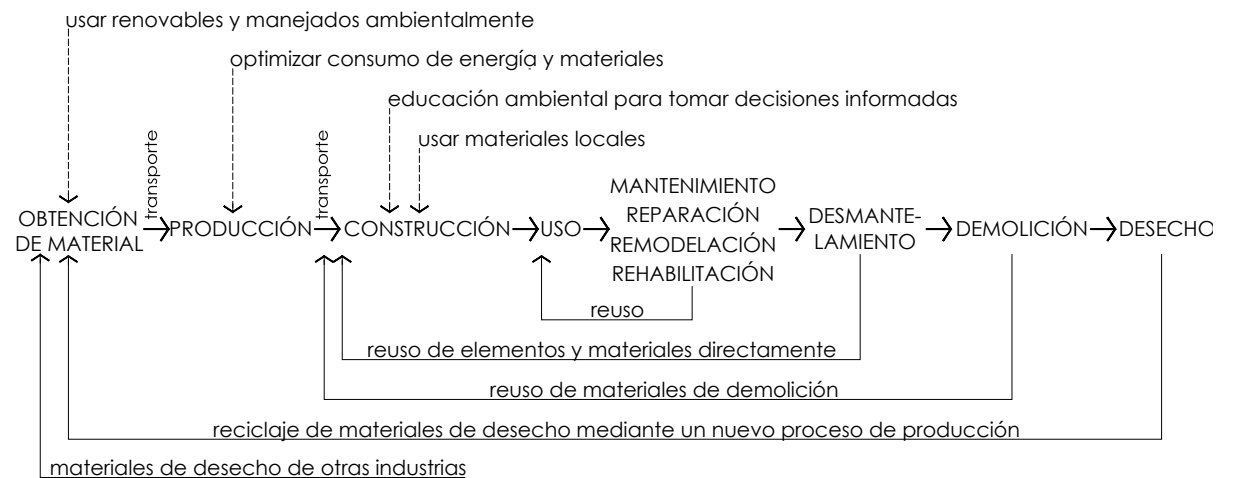 usar renovables y manejados ambientalmente
optimizar consumo de energía y materiales
educación ambiental para tomar decisiones informadas
usar materiales locales
transporte
transporte
OBTENCIÓN
DE MATERIAL
PRODUCCIÓN
CONSTRUCCIÓN
USO
MANTENIMIENTO
REPARACIÓN
REMODELACIÓN
REHABILITACIÓN
DESMANTE-
LAMIENTO
DEMOLICIÓN
DESECHO
reuso
reuso de elementos y materiales directamente
reuso de materiales de demolición
reciclaje de materiales de desecho mediante un nuevo proceso de producción
materiales de desecho de otras industrias